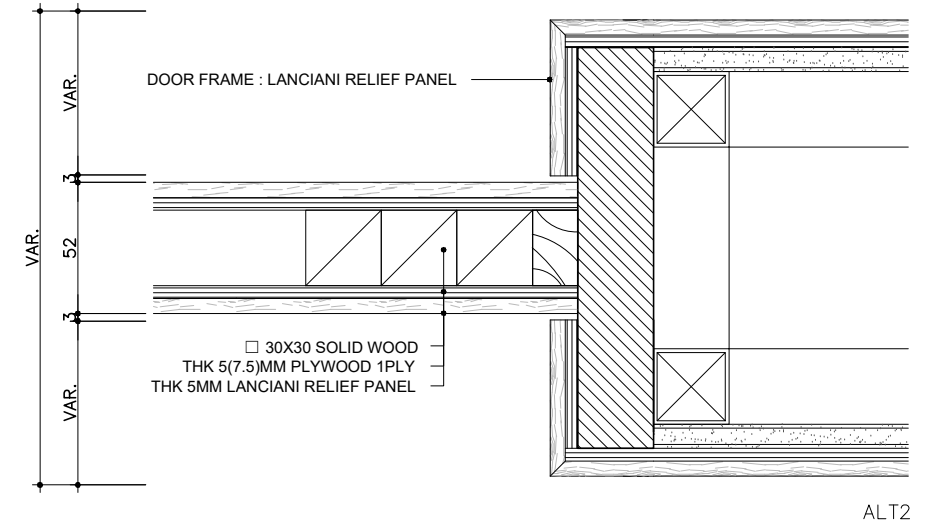 DOOR FRAME : LANCIANI RELIEF PANEL
VAR.
VAR.
3
52
3
VAR.
□ 30X30 SOLID WOOD
THK 5(7.5)MM PLYWOOD 1PLY
THK 5MM LANCIANI RELIEF PANEL
ALT2